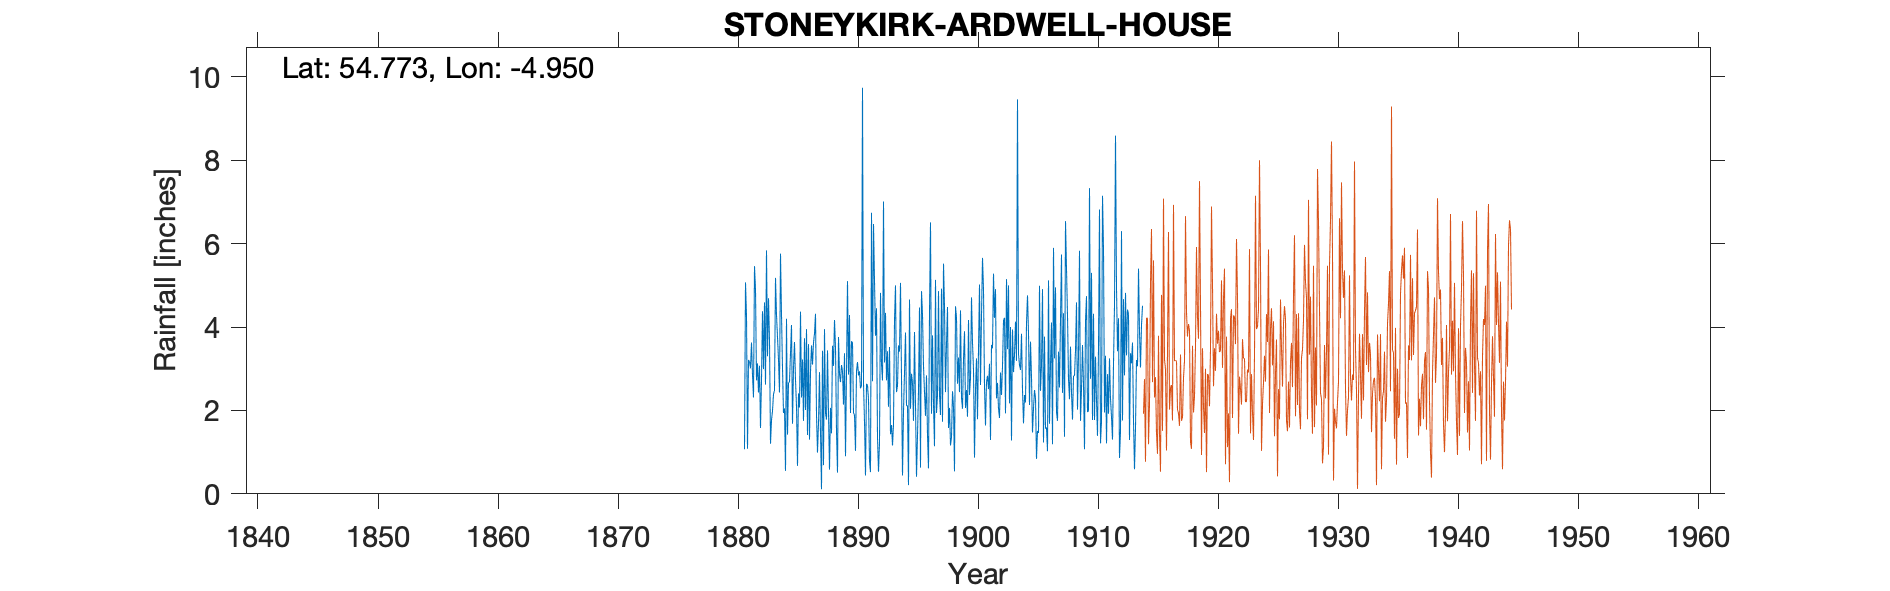 STONEYKIRK-ARDWELL-HOUSE
Lat: 54.773, Lon: -4.950
10
8
6
4
2
0
Rainfall [inches]
1840 1850 1860 1870 1880 1890 1900 1910 1920 1930 1940 1950 1960
Year